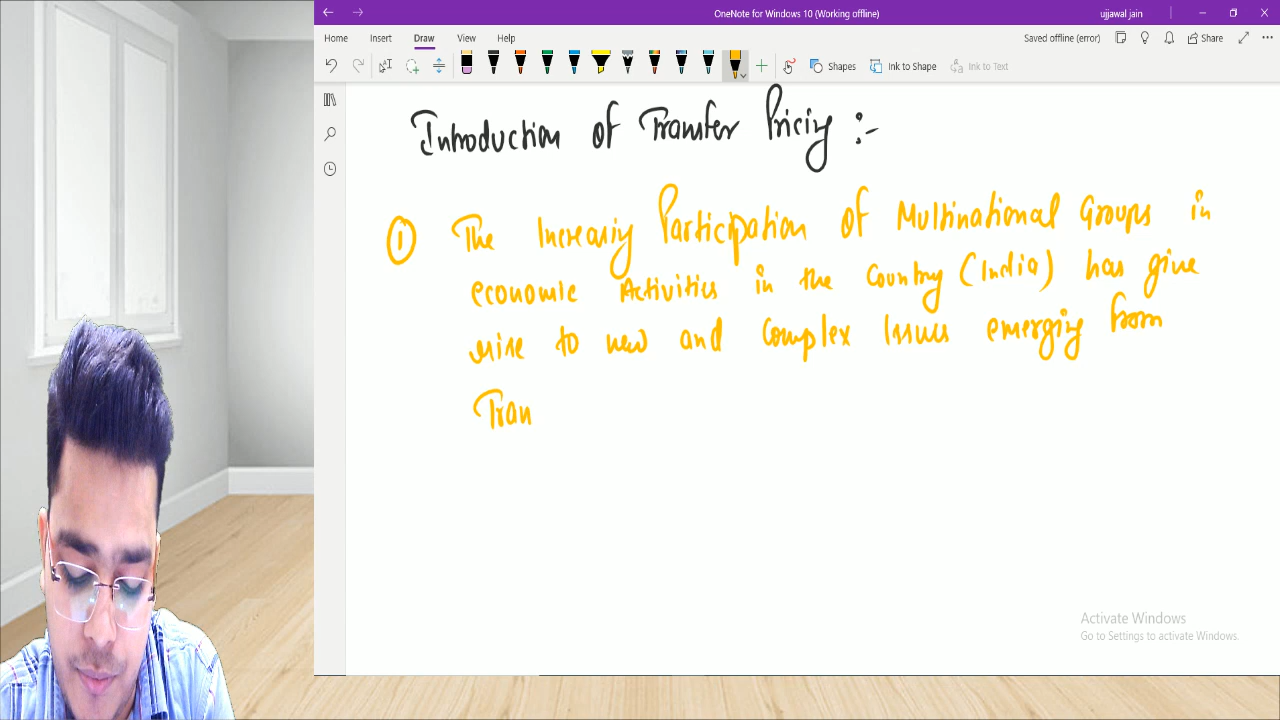 OneNote for Windows 10 (Working offline)
ujjawal jain
Home Insert Draw View Help
Saved offline (error)
Share
Shapes
Ink to Shape
Ink to Text
Introduction of Transfer Pricing :-
① The Increasing Participation of Multinational Groups in
economic Activities in the Country (India) has give
rise to new and complex Issues emerging from
Tran
Activate Windows
Go to Settings to activate Windows.